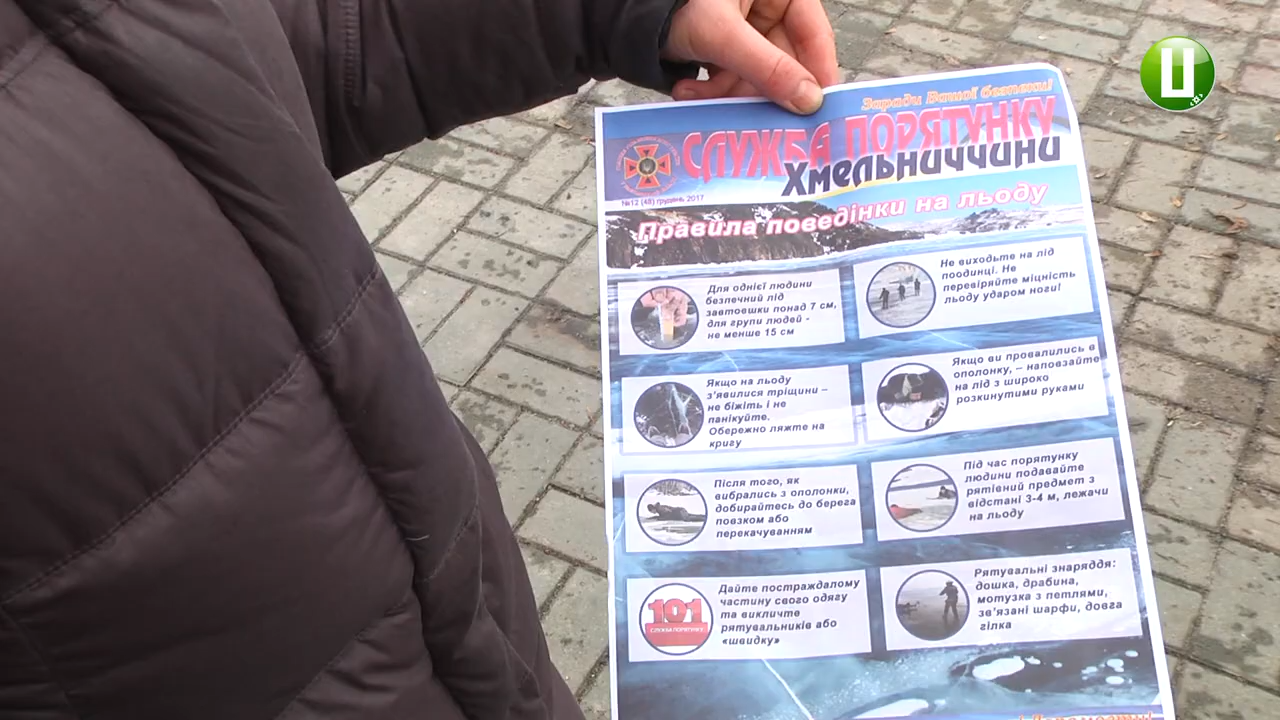 Заради Вашої безпеки!
СЛУЖБА ПОРЯТУНКУ
Хмельниччини
№12 (48) грудень 2017
Правила поведінки на льоду
Для однієї людини
безпечний лід
завтовшки понад 7 см,
для групи людей -
не менше 15 см
Не виходьте на лід
поодинці. Не
перевіряйте міцність
льоду ударом ноги!
Якщо на льоду
з'явилися тріщини –
не біжіть і не
панікуйте.
Обережно ляжте на
кригу
Якщо ви провалились в
ополонку, – наповзайте
на лід з широко
розкинутими руками
Після того, як
вибрались з ополонки,
добирайтесь до берега
повзком або
перекачуванням
Під час порятунку
людини подавайте
рятівний предмет з
відстані 3-4 м, лежачи
на льоду
101
СЛУЖБА ПОРЯТУНКУ
Дайте постраждалому
частину свого одягу
та викличте
рятувальників або
«швидку»
Рятувальні знаряддя:
дошка, драбина,
мотузка з петлями,
зв'язані шарфи, довга
гілка